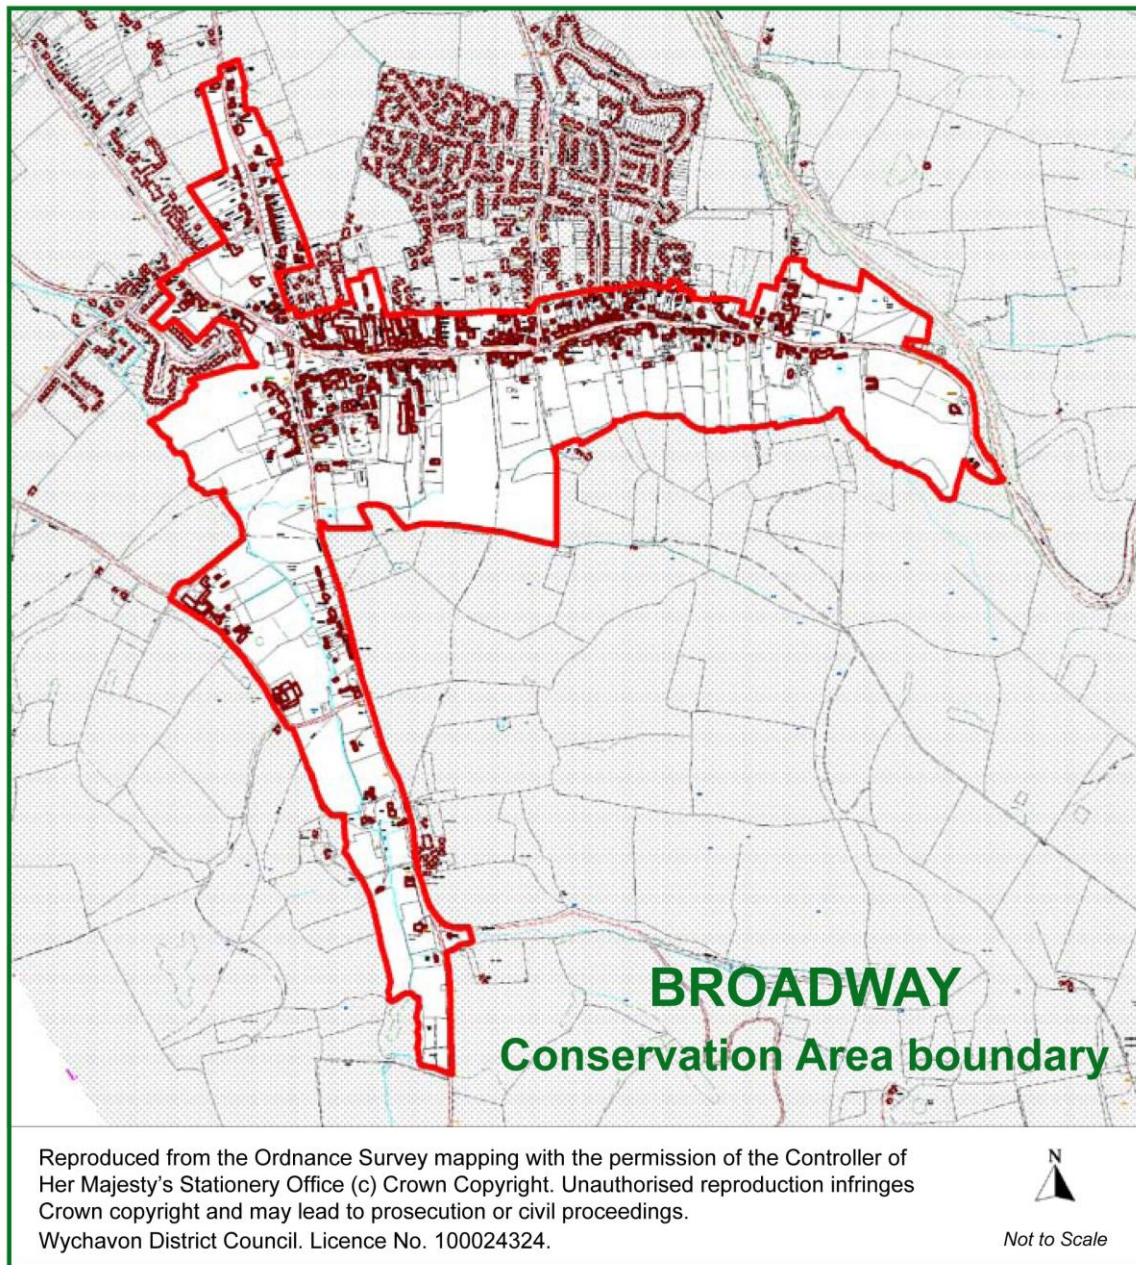 BROADWAY
Conservation Area boundary
Reproduced from the Ordnance Survey mapping with the permission of the Controller of
Her Majesty's Stationery Office (c) Crown Copyright. Unauthorised reproduction infringes
Crown copyright and may lead to prosecution or civil proceedings.
Wychavon District Council. Licence No. 100024324.
N
Not to Scale